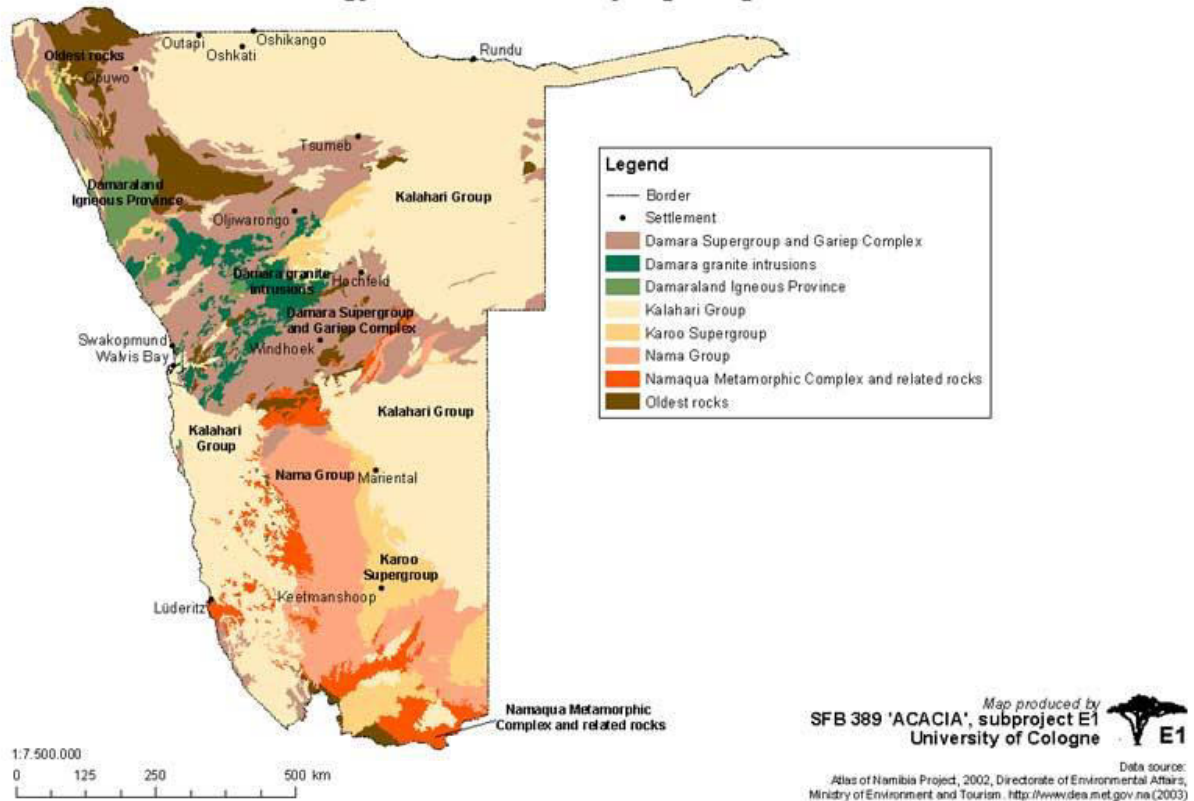 Outapi
Oshikango
Oshkati
Rundu
Oldest rocks
Opuwo
Tsumeb
Damaraland
Igneous Province
Kalahari Group
Otjiwarongo
Damara granite
intrusions
Hochfeld
Damara Supergroup
and Gariep Complex
Swakopmund
Walvis Bay
Windhoek
Kalahari
Group
Kalahari Group
Nama Group
Mariental
Karoo
Supergroup
Keetmanshoop
Lüderitz
Namaqua Metamorphic
Complex and related rocks
Legend
Border
Settlement
Damara Supergroup and Gariep Complex
Damara granite intrusions
Damaraland Igneous Province
Kalahari Group
Karoo Supergroup
Nama Group
Namaqua Metamorphic Complex and related rocks
Oldest rocks
1:7.500.000
0 125 250 500 km
Map produced by
SFB 389 'ACACIA', subproject E1
University of Cologne
E1
Data source:
Atlas of Namibia Project, 2002, Directorate of Environmental Affairs,
Ministry of Environment and Tourism. http://www.dea.met.gov.na (2003)